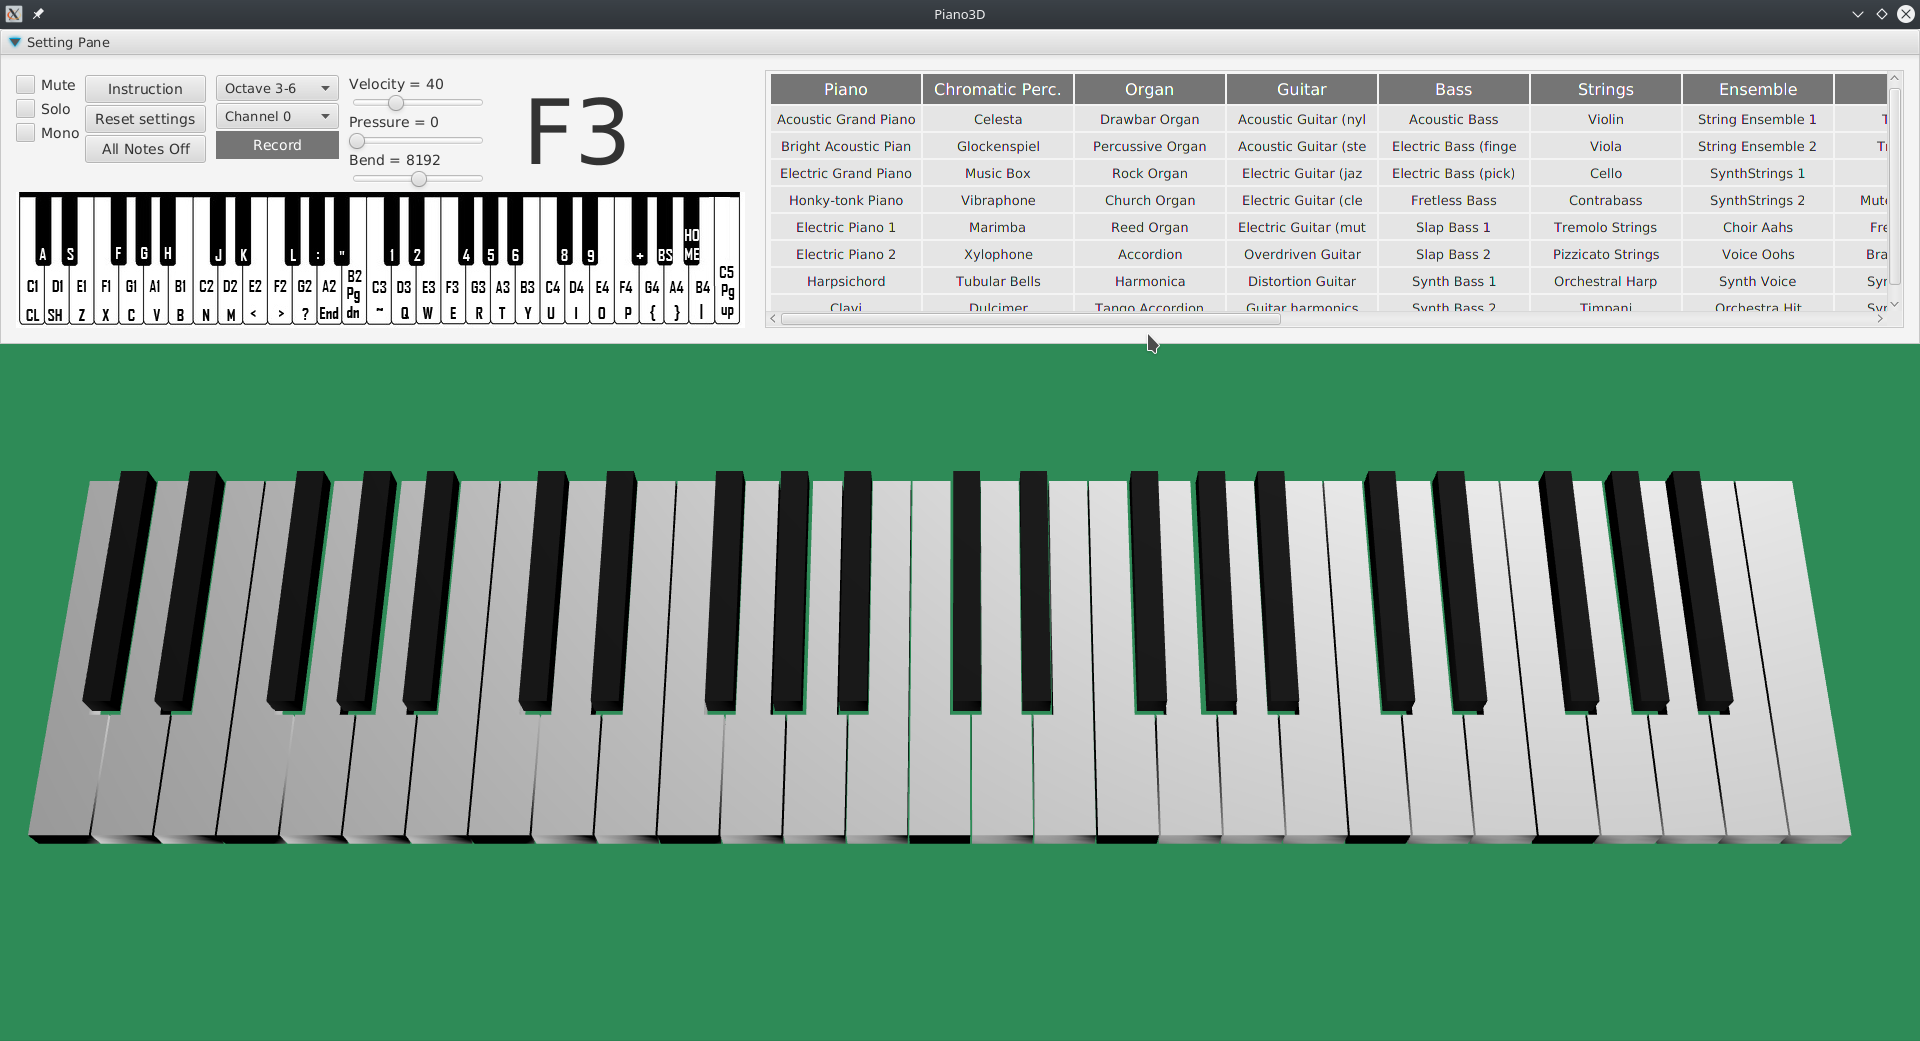 Piano3D
Setting Pane
Mute
Solo
Mono
Instruction
Reset settings
All Notes Off
Octave 3-6
Channel 0
Record
Velocity = 40
Pressure = 0
Bend = 8192
F3
A S F G H J K L : " 1 2 4 5 6 8 9 + BS HO ME
C1 D1 E1 F1 G1 A1 B1 C2 D2 E2 F2 G2 A2 B2 C3 D3 E3 F3 G3 A3 B3 C4 D4 E4 F4 G4 A4 B4 C5
CL SH Z X C V B N M < > ? End Pg dn ~ Q W E R T Y U I O P { } | Pg up
Piano Chromatic Perc. Organ Guitar Bass Strings Ensemble
Acoustic Grand Piano Celesta Drawbar Organ Acoustic Guitar (nyl Acoustic Bass Violin String Ensemble 1 T
Bright Acoustic Pian Glockenspiel Percussive Organ Acoustic Guitar (ste Electric Bass (finge Viola String Ensemble 2 Tr
Electric Grand Piano Music Box Rock Organ Electric Guitar (jaz Electric Bass (pick) Cello SynthStrings 1
Honky-tonk Piano Vibraphone Church Organ Electric Guitar (cle Fretless Bass Contrabass SynthStrings 2 Mute
Electric Piano 1 Marimba Reed Organ Electric Guitar (mut Slap Bass 1 Tremolo Strings Choir Aahs Fre
Electric Piano 2 Xylophone Accordion Overdriven Guitar Slap Bass 2 Pizzicato Strings Voice Oohs Bra
Harpsichord Tubular Bells Harmonica Distortion Guitar Synth Bass 1 Orchestral Harp Synth Voice Syn
Clavi Dulcimer Tango Accordion Guitar harmonics Synth Bass 2 Timpani Orchestra Hit Syn